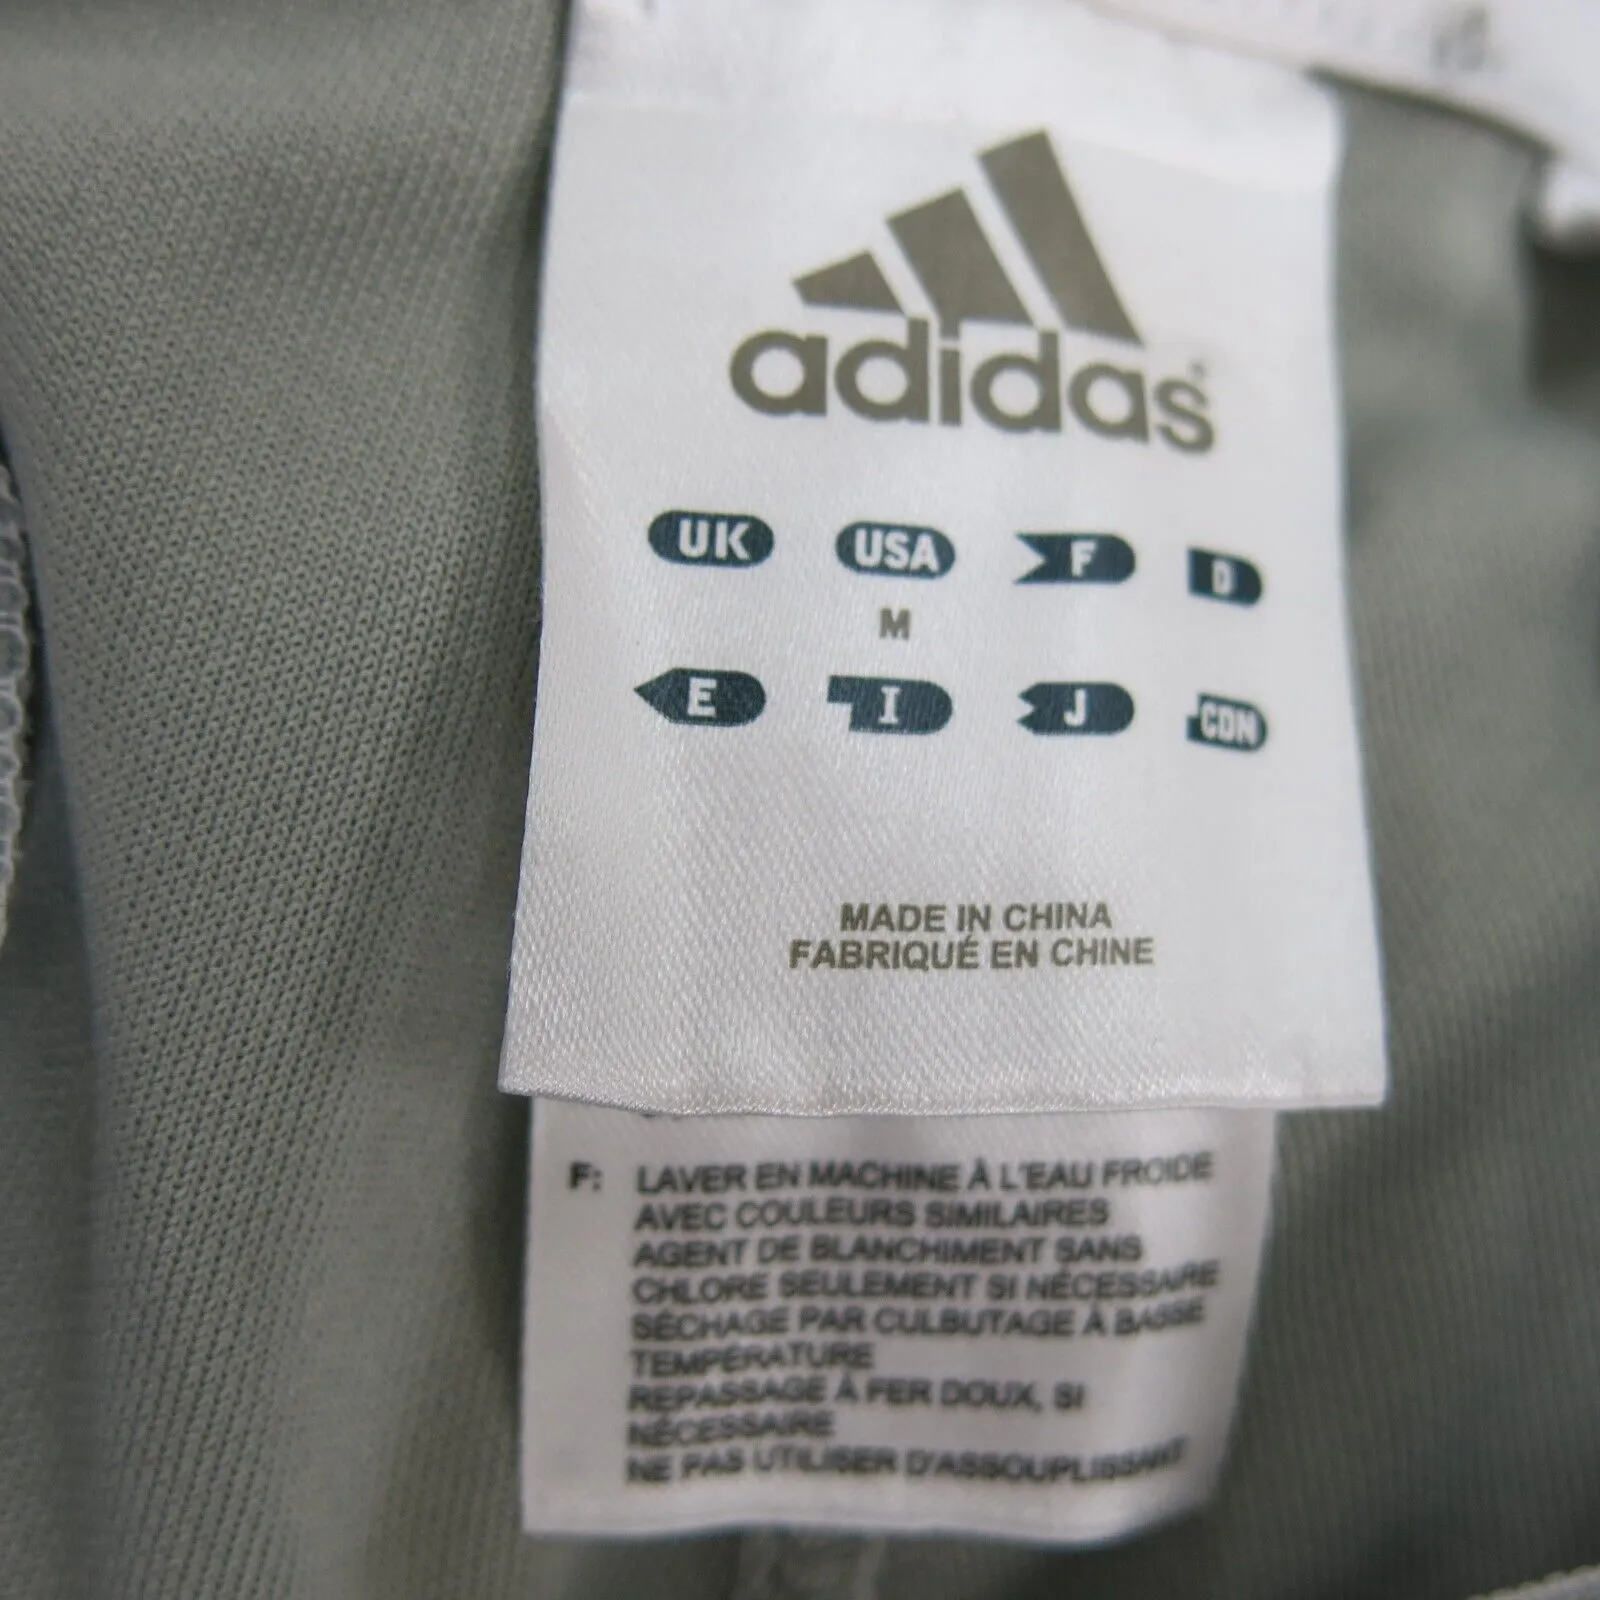 adidas
UK USA F D
M
E I J CDN
MADE IN CHINA
FABRIQUÉ EN CHINE
F: LAVER EN MACHINE À L'EAU FROIDE
AVEC COULEURS SIMILAIRES
AGENT DE BLANCHIMENT SANS
CHLORE SEULEMENT SI NÉCESSAIRE
SÉCHAGE PAR CULBUTAGE À BASSE
TEMPÉRATURE
REPASSAGE À FER DOUX, SI
NÉCESSAIRE
NE PAS UTILISER D'ASSOUPLISSANT